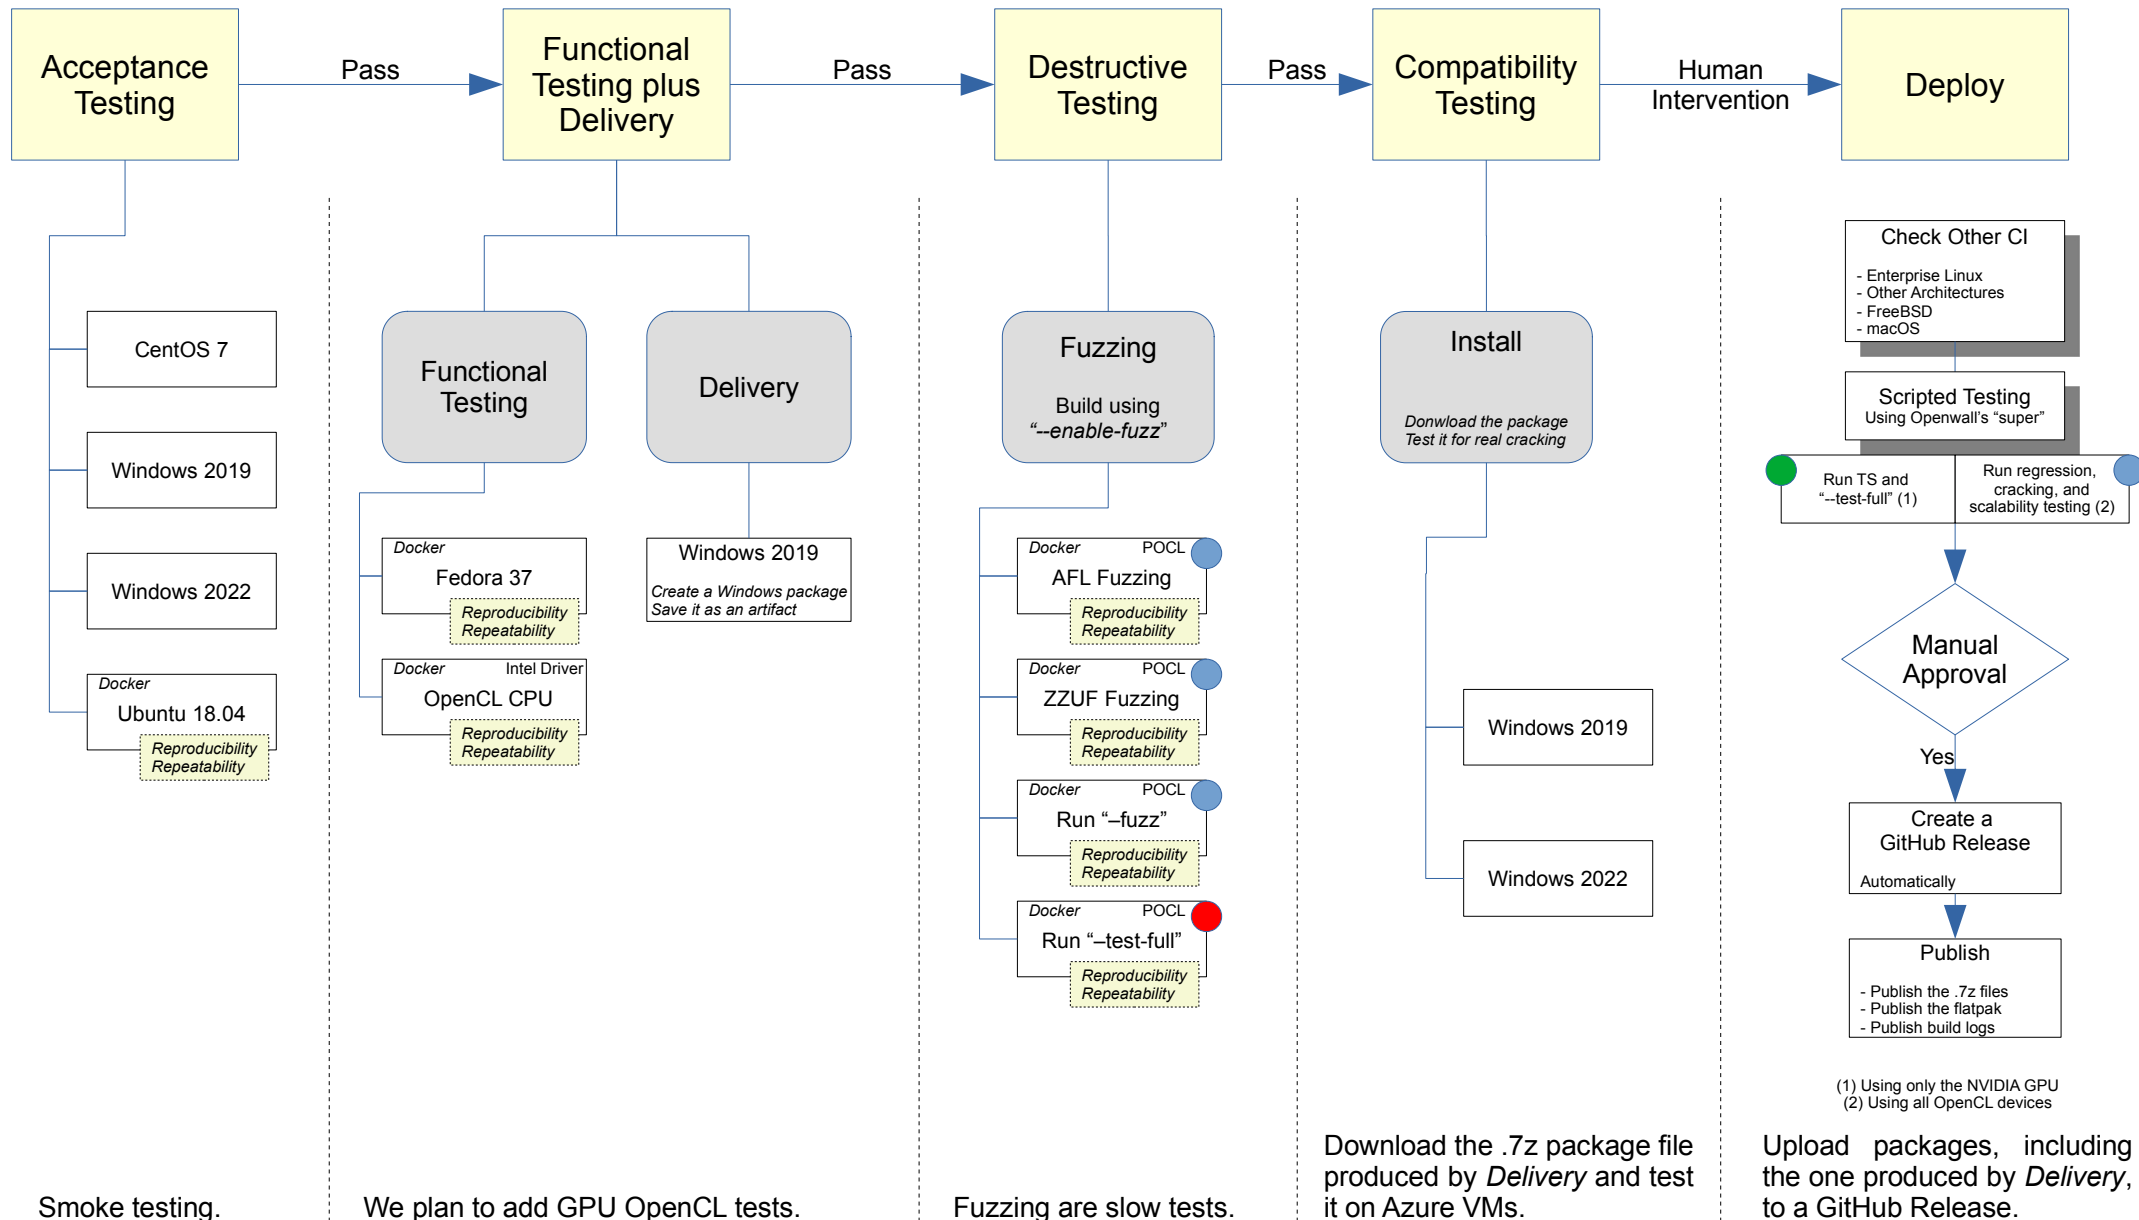 Acceptance
Testing
Pass
Functional
Testing plus
Delivery
Pass
Destructive
Testing
Pass
Compatibility
Testing
Human
Intervention
Deploy
CentOS 7
Windows 2019
Windows 2022
Docker
Ubuntu 18.04
Reproducibility
Repeatability
Smoke testing.
Functional
Testing
Docker
Fedora 37
Reproducibility
Repeatability
Docker
Intel Driver
OpenCL CPU
Reproducibility
Repeatability
Delivery
Windows 2019
Create a Windows package
Save it as an artifact
We plan to add GPU OpenCL tests.
Fuzzing
Build using
“--enable-fuzz”
Docker
POCL
AFL Fuzzing
Reproducibility
Repeatability
Docker
POCL
ZZUF Fuzzing
Reproducibility
Repeatability
Docker
POCL
Run “–fuzz”
Reproducibility
Repeatability
Docker
POCL
Run “–test-full”
Reproducibility
Repeatability
Fuzzing are slow tests.
Install
Donwload the package
Test it for real cracking
Windows 2019
Windows 2022
Download the .7z package file
produced by Delivery and test
it on Azure VMs.
Check Other CI
- Enterprise Linux
- Other Architectures
- FreeBSD
- macOS
Scripted Testing
Using Openwall’s “super”
Run TS and
“--test-full” (1)
Run regression,
cracking, and
scalability testing (2)
Manual
Approval
Yes
Create a
GitHub Release
Automatically
Publish
- Publish the .7z files
- Publish the flatpak
- Publish build logs
(1) Using only the NVIDIA GPU
(2) Using all OpenCL devices
Upload packages, including
the one produced by Delivery,
to a GitHub Release.